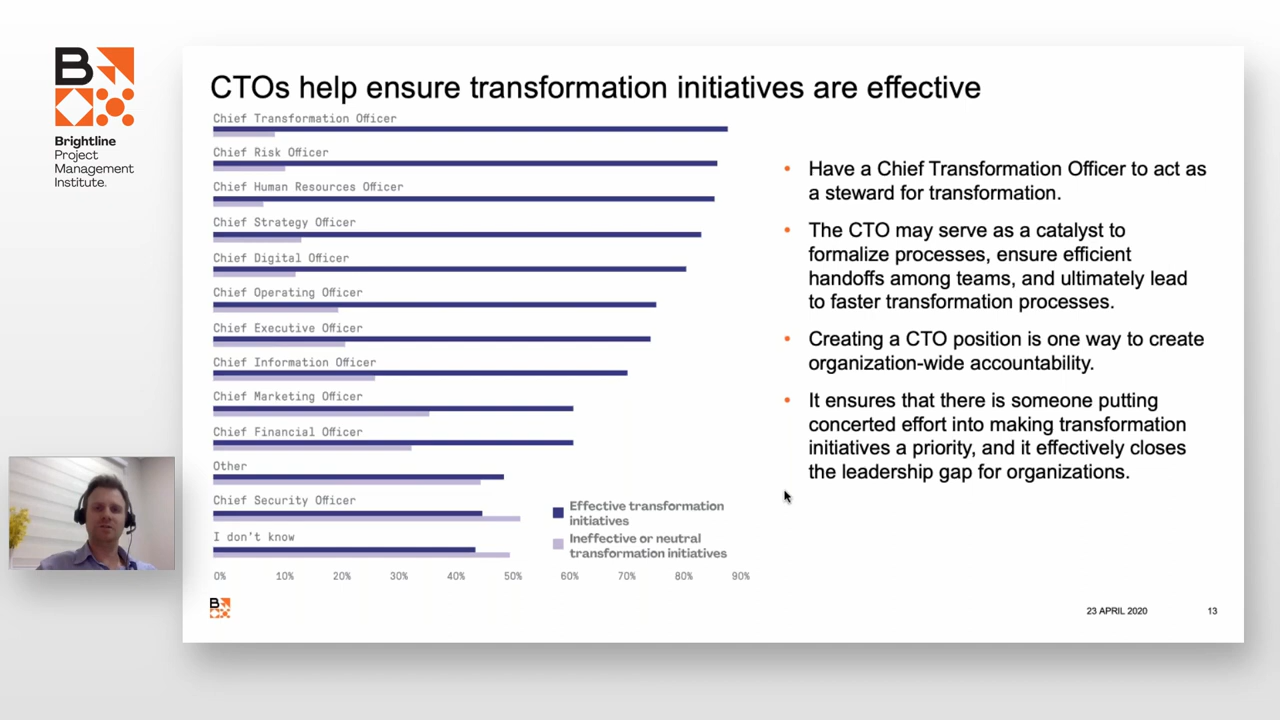 B
Brightline
Project
Management
Institute.
CTOs help ensure transformation initiatives are effective
Chief Transformation Officer
Chief Risk Officer
Chief Human Resources Officer
Chief Strategy Officer
Chief Digital Officer
Chief Operating Officer
Chief Executive Officer
Chief Information Officer
Chief Marketing Officer
Chief Financial Officer
Other
Chief Security Officer
I don't know
Effective transformation
initiatives
Ineffective or neutral
transformation initiatives
0% 10% 20% 30% 40% 50% 60% 70% 80% 90%
• Have a Chief Transformation Officer to act as
a steward for transformation.
• The CTO may serve as a catalyst to
formalize processes, ensure efficient
handoffs among teams, and ultimately lead
to faster transformation processes.
• Creating a CTO position is one way to create
organization-wide accountability.
• It ensures that there is someone putting
concerted effort into making transformation
initiatives a priority, and it effectively closes
the leadership gap for organizations.
B
23 APRIL 2020
13